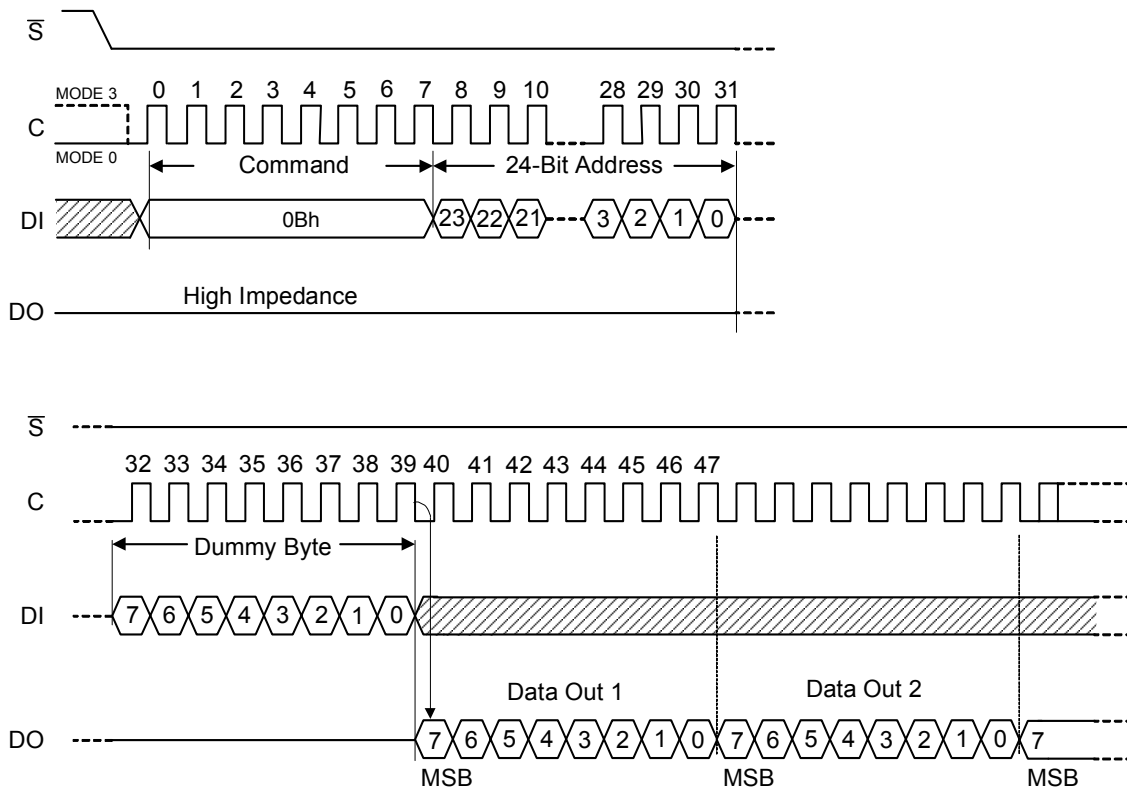 S
MODE 3 0 1 2 3 4 5 6 7 8 9 10 28 29 30 31
C
MODE 0
Command 24-Bit Address
DI 0Bh 23 22 21 3 2 1 0
High Impedance
DO
S
32 33 34 35 36 37 38 39 40 41 42 43 44 45 46 47
C
Dummy Byte
DI 7 6 5 4 3 2 1 0
Data Out 1 Data Out 2
DO 7 6 5 4 3 2 1 0 7 6 5 4 3 2 1 0 7
MSB MSB MSB